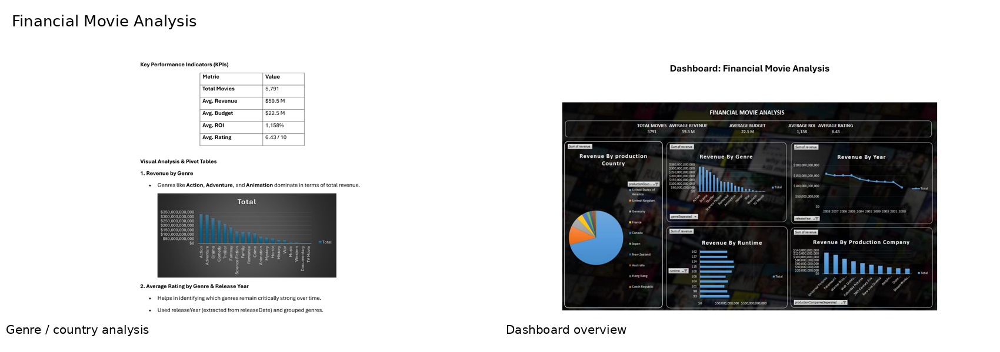 Financial Movie Analysis
Key Performance Indicators (KPIs)
Metric Value
Total Movies 5,791
Avg. Revenue $59.5 M
Avg. Budget $22.5 M
Avg. ROI 1,158%
Avg. Rating 6.43 / 10
Visual Analysis & Pivot Tables
1. Revenue by Genre
• Genres like Action, Adventure, and Animation dominate in terms of total revenue.
Total
$350,000,000,000
$300,000,000,000
$250,000,000,000
$200,000,000,000
$150,000,000,000
$100,000,000,000
$50,000,000,000
$0
Action
Adventure
Drama
Comedy
Thriller
Fantasy
Science Fiction
Family
Romance
Crime
Animation
Mystery
Horror
History
War
Music
Western
Documentary
TV Movie
Total
2. Average Rating by Genre & Release Year
• Helps in identifying which genres remain critically strong over time.
• Used releaseYear (extracted from releaseDate) and grouped genres.
Genre / country analysis
Dashboard: Financial Movie Analysis
FINANCIAL MOVIE ANALYSIS
TOTAL MOVIES AVERAGE REVENUE AVERAGE BUDGET AVERAGE ROI AVERAGE RATING
5791 59.5 M 22.5 M 1,158 6.43
Sum of revenue
Revenue By production
Country
productionCoun...
United States of
America
United Kingdom
Germany
France
Canada
Japan
New Zealand
Australia
Hong Kong
Czech Republic
Sum of revenue
Revenue By Genre
$350,000,000,000
$300,000,000,000
$250,000,000,000
$200,000,000,000
$150,000,000,000
$100,000,000,000
$50,000,000,000
$0
Action
Drama
Thriller
Science Fiction
Romance
Animation
Horror
War
Western
TV Movie
Total
genreSeperated
Sum of revenue
Revenue By Year
$200,000,000,000
$150,000,000,000
$100,000,000,000
$50,000,000,000
$0
2008 2007 2006 2005 2004 2002 2009 2003 2001 2000
Total
releaseYear
Sum of revenue
Revenue By Runtime
162
127
124
115
108
106
104
101
98
93
$0 $50,000,000,000 $100,000,000,000
runtime
Total
Sum of revenue
Revenue By Production Company
$140,000,000,000
$120,000,000,000
$100,000,000,000
$80,000,000,000
$60,000,000,000
$40,000,000,000
$20,000,000,000
$0
Universal Pictures
Paramount
Warner Bros...
Walt Disney...
Columbia Pictures
20th Century Fox
New Line Cinema
Amblin...
Dune...
DreamWorks...
Total
productionCompaniesSeperated
Dashboard overview